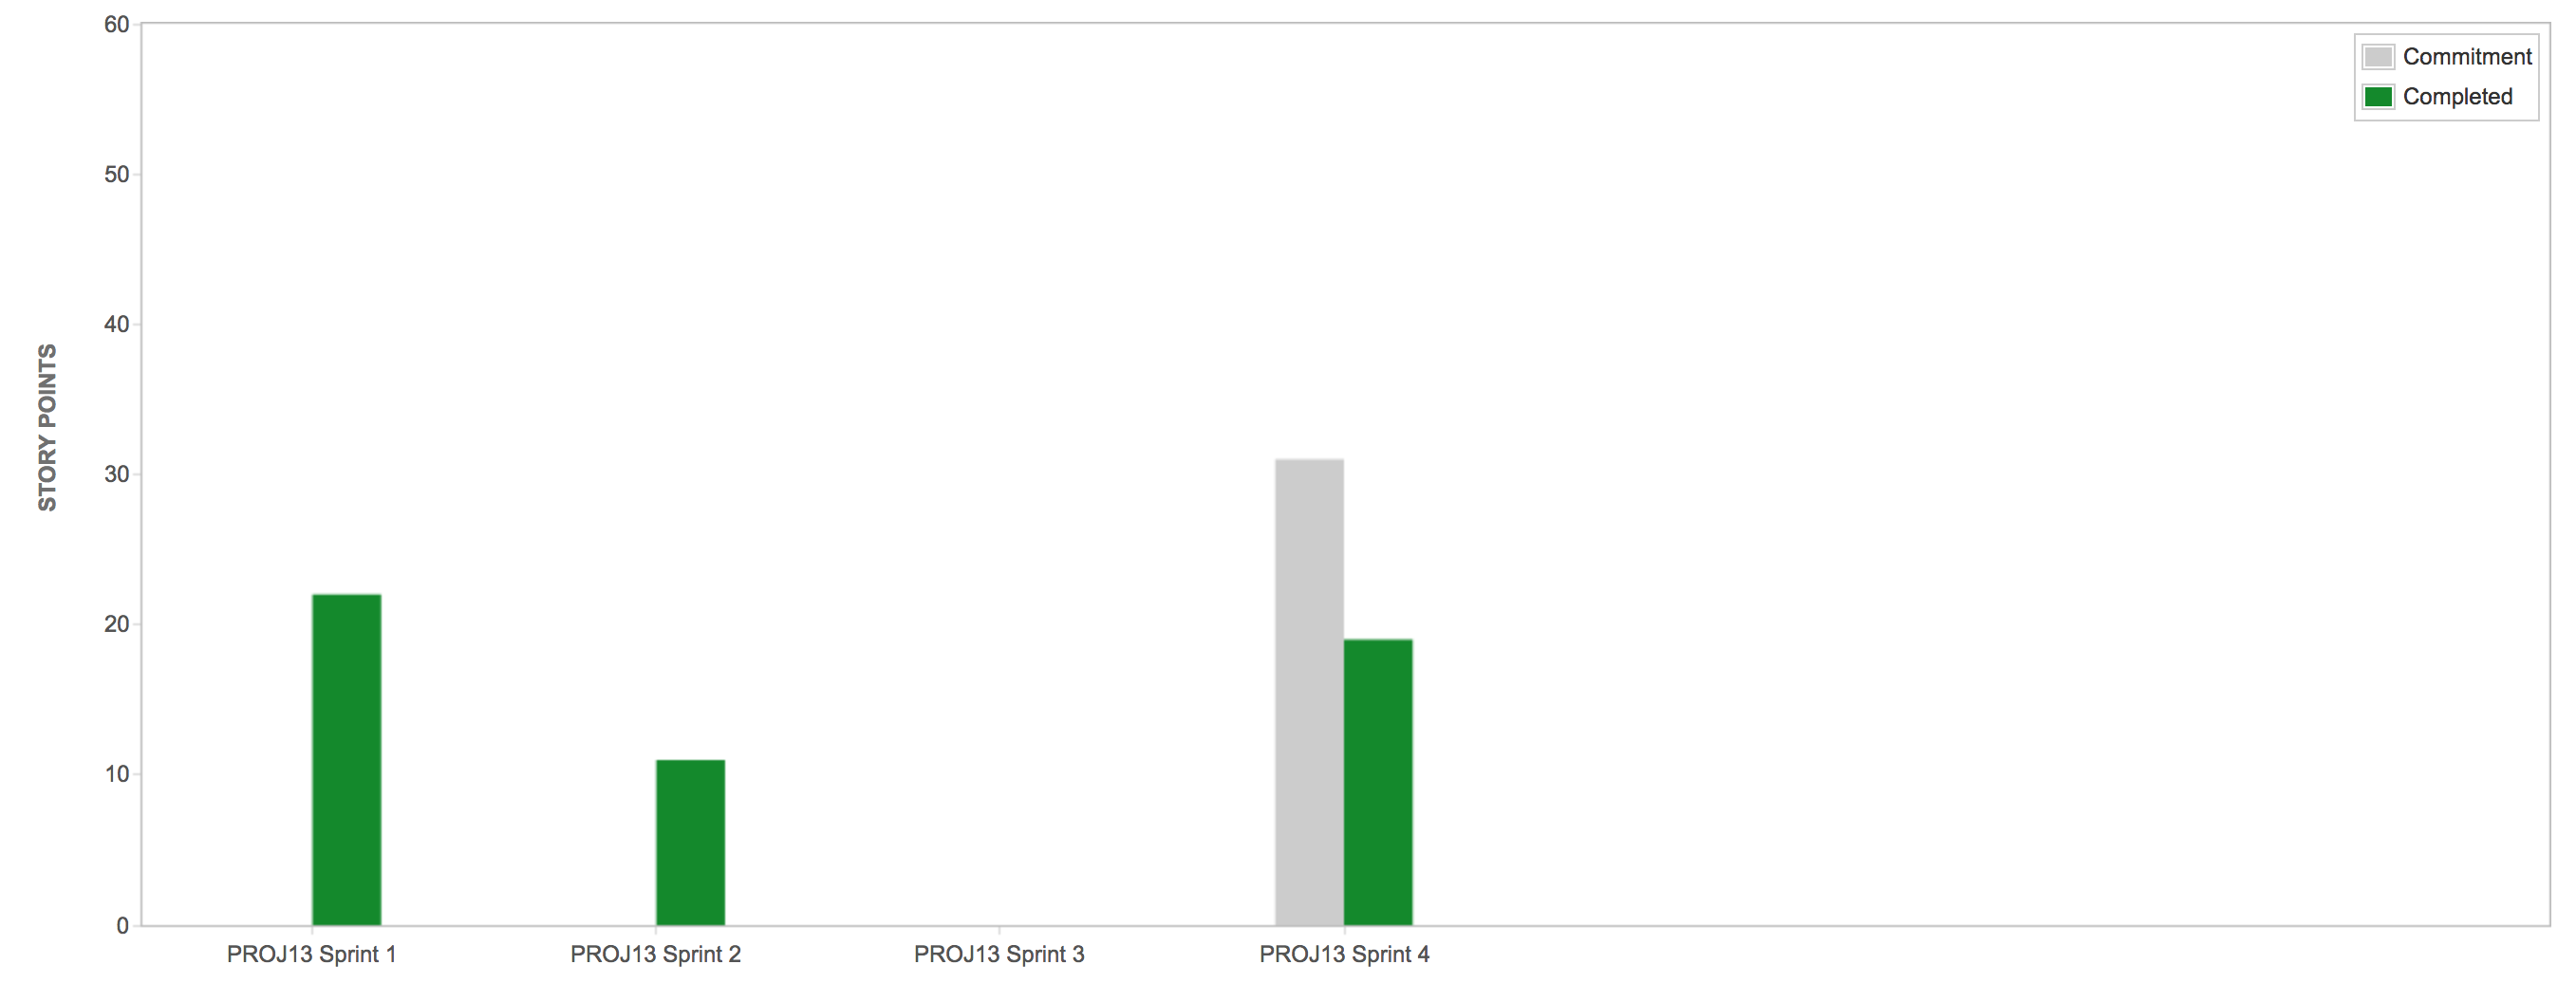 60
Commitment
Completed
50
40
STORY POINTS
30
20
10
0
PROJ13 Sprint 1
PROJ13 Sprint 2
PROJ13 Sprint 3
PROJ13 Sprint 4